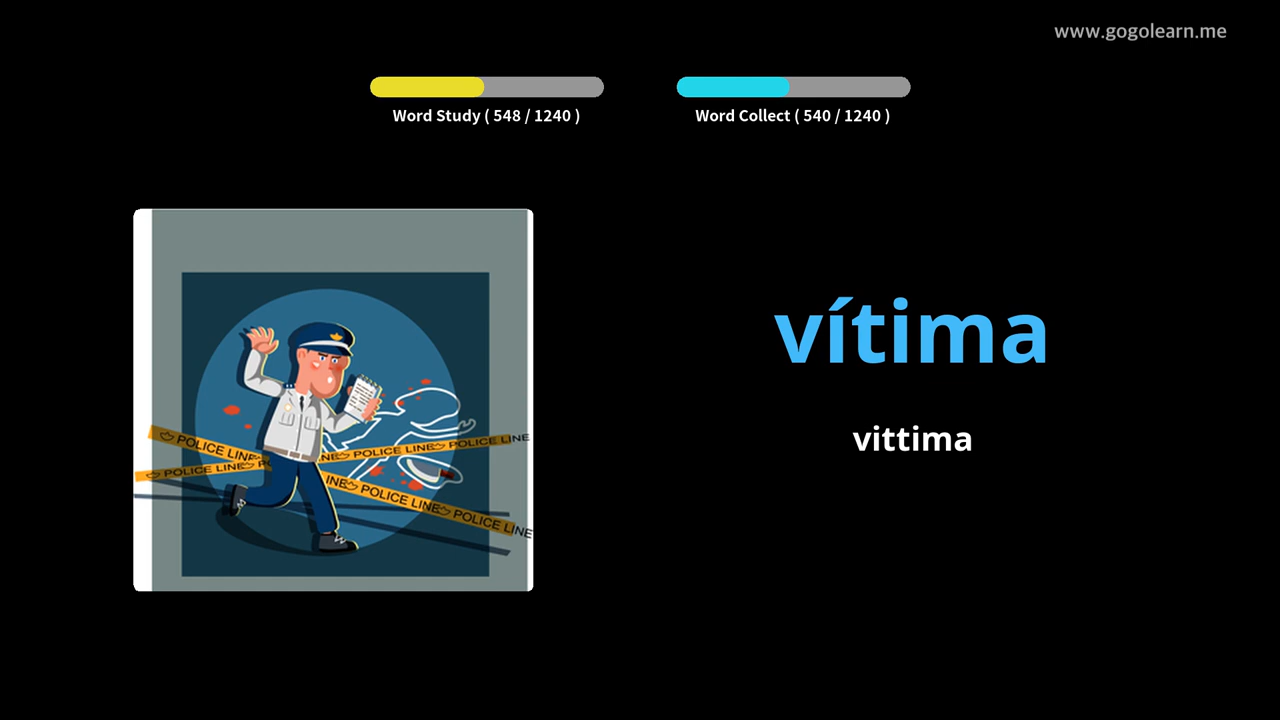 www.gogolearn.me
Word Study ( 548 / 1240 )
Word Collect ( 540 / 1240 )
vítima
vittima
POLICE LINE
POLICE LINE
POLICE LINE
POLICE LINE
POLICE LINE